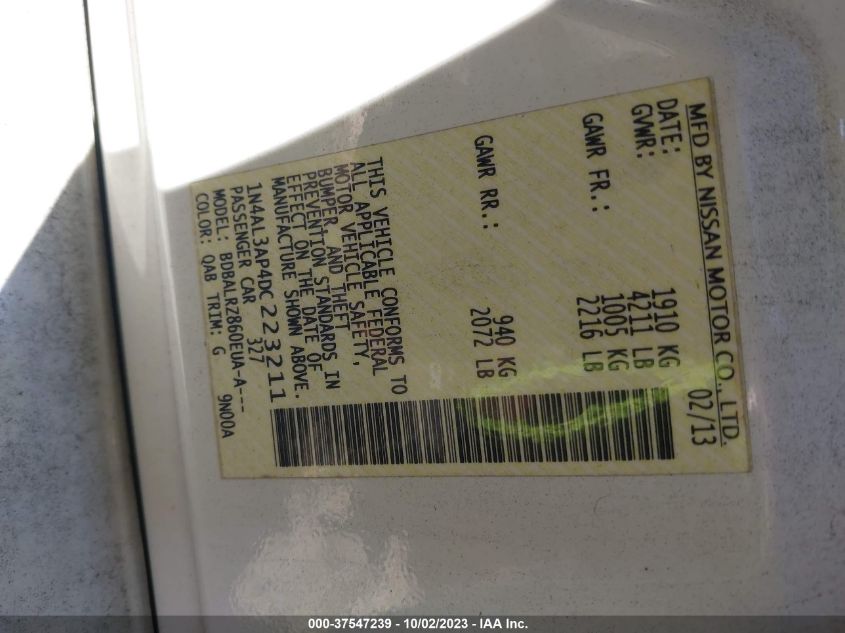 MFD BY NISSAN MOTOR CO., LTD.
DATE: 02/13
GVWR: 1910 KG
4211 LB
GAWR FR.: 1005 KG
2216 LB
GAWR RR.: 940 KG
2072 LB
THIS VEHICLE CONFORMS TO
ALL APPLICABLE FEDERAL
MOTOR VEHICLE SAFETY,
BUMPER, AND THEFT
PREVENTION STANDARDS IN
EFFECT ON THE DATE OF
MANUFACTURE SHOWN ABOVE.
1N4AL3AP4DC223211
PASSENGER CAR 327
MODEL: BDBALRZ860EUA-A---
COLOR: QAB TRIM: G 9N00A
000-37547239 - 10/02/2023 - IAA Inc.